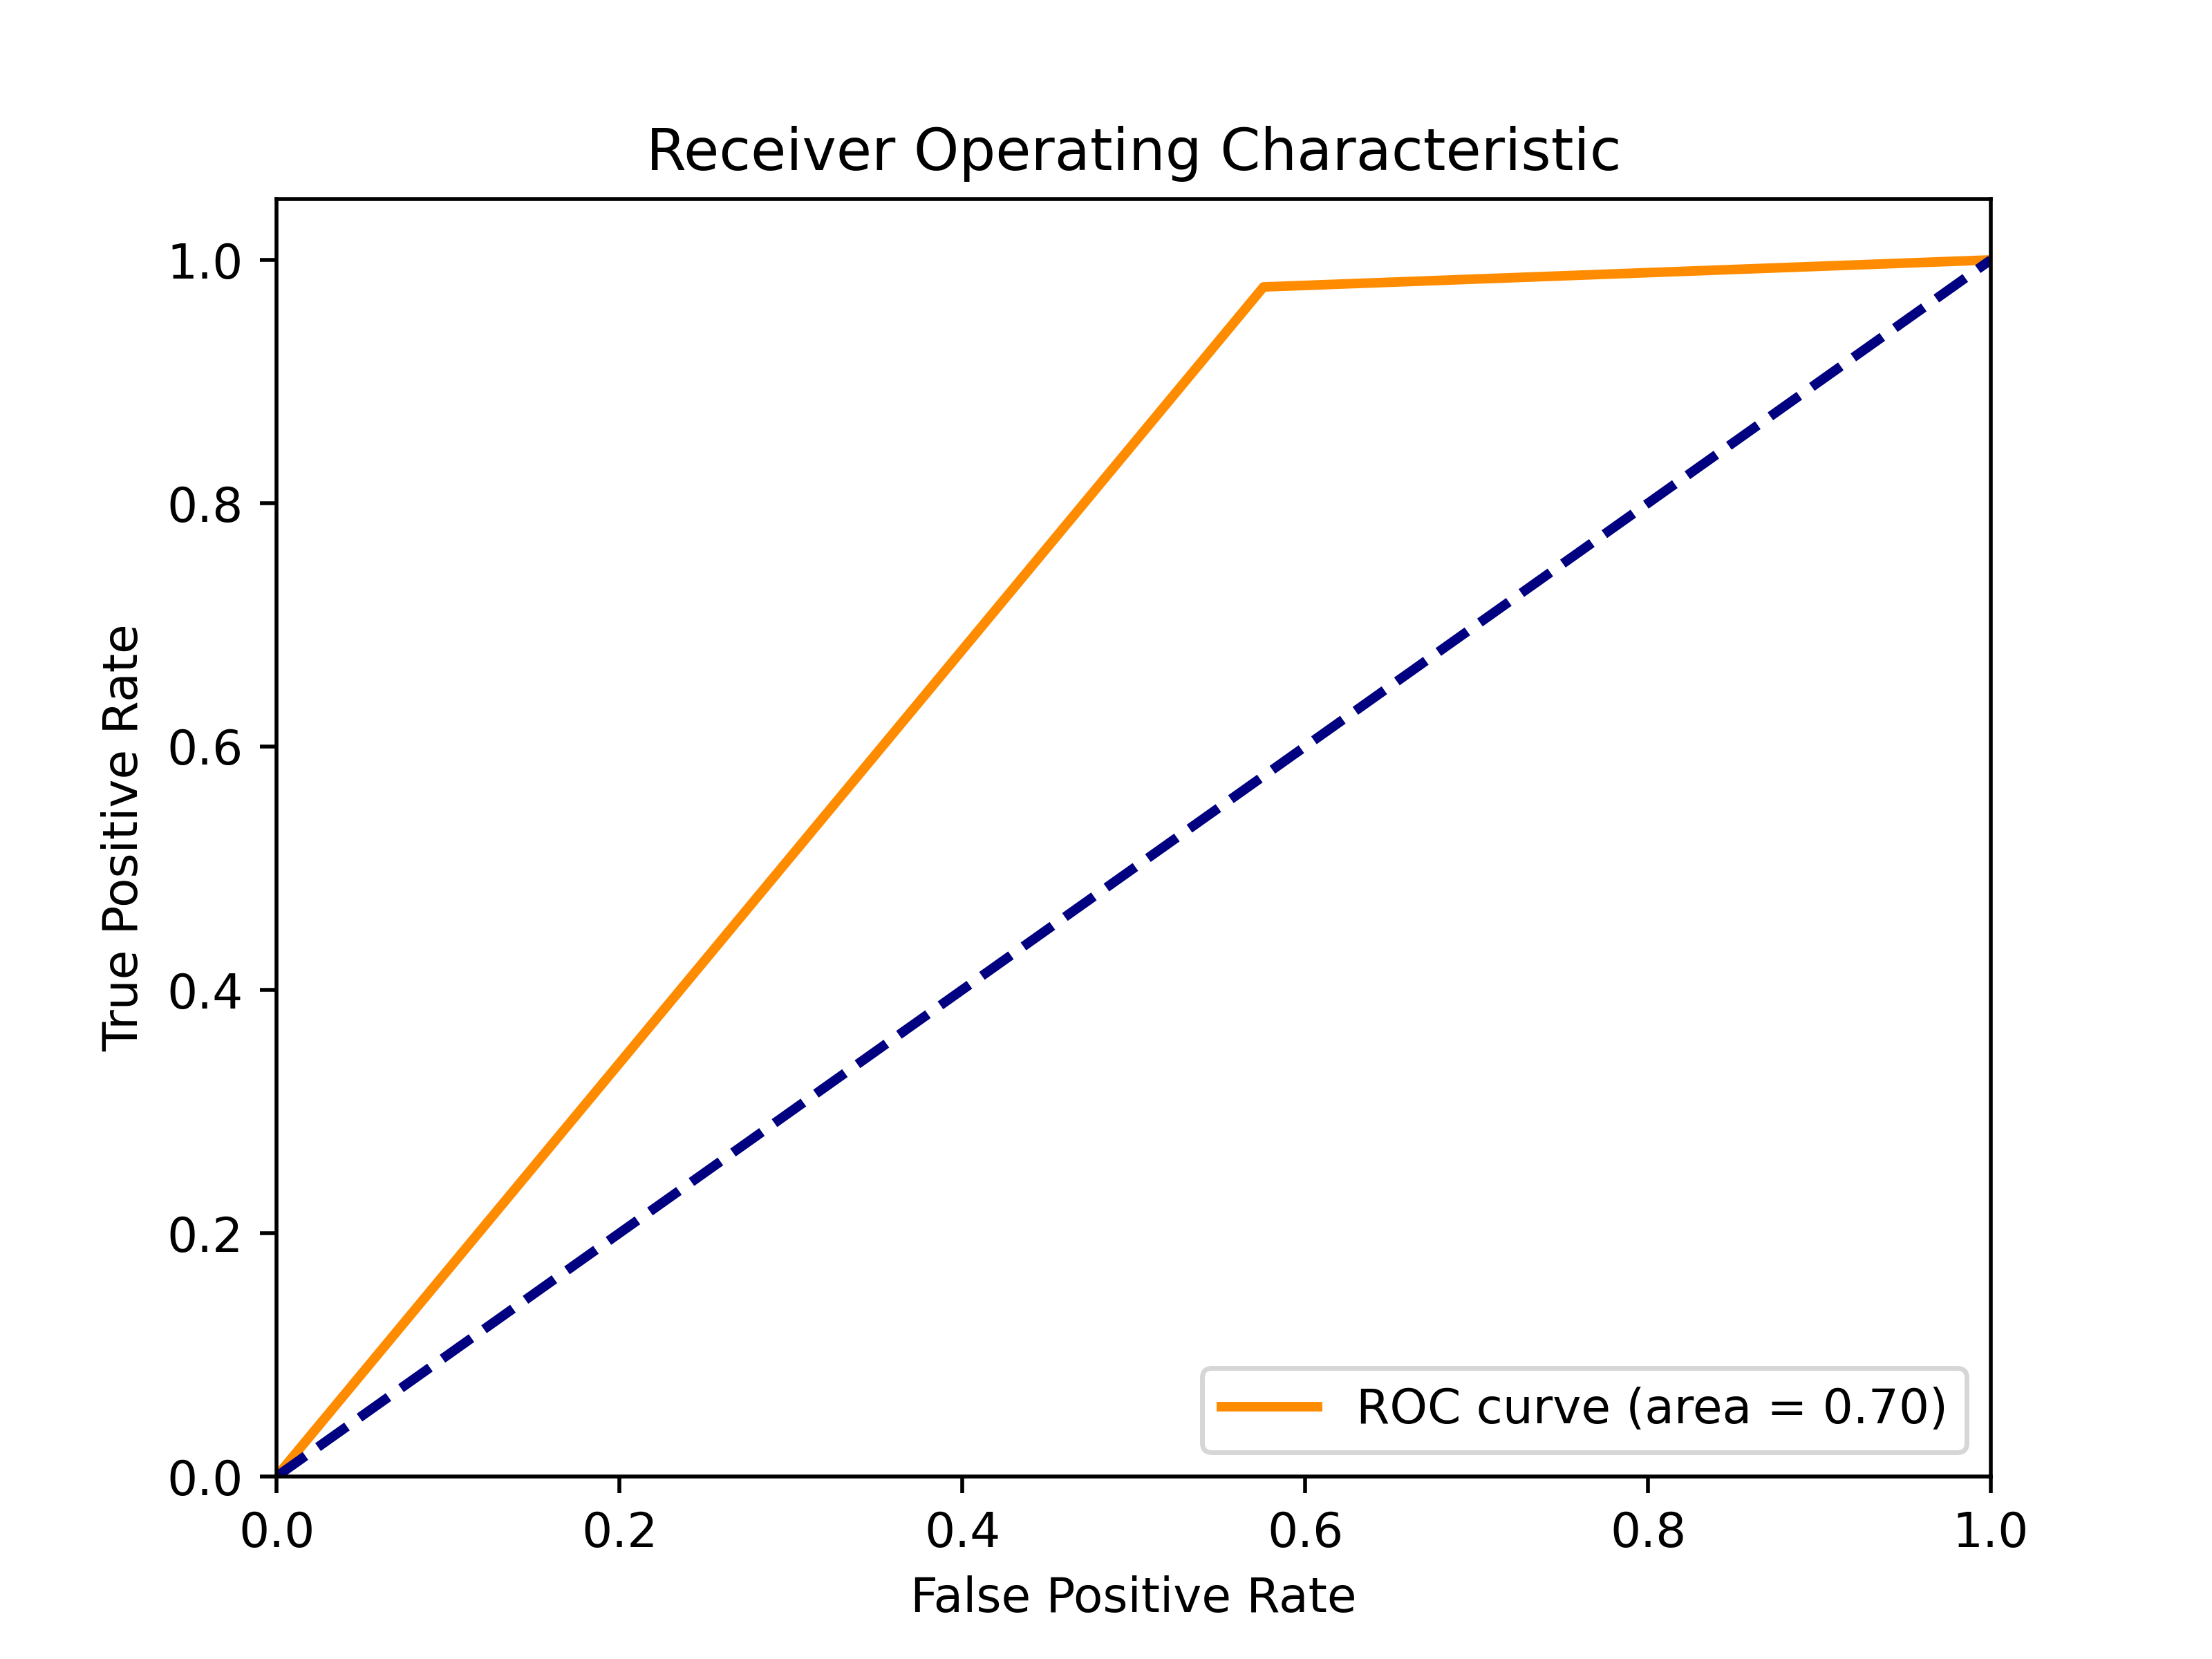 Receiver Operating Characteristic
1.0
0.8
0.6
0.4
0.2
0.0
True Positive Rate
ROC curve (area = 0.70)
0.0 0.2 0.4 0.6 0.8 1.0
False Positive Rate